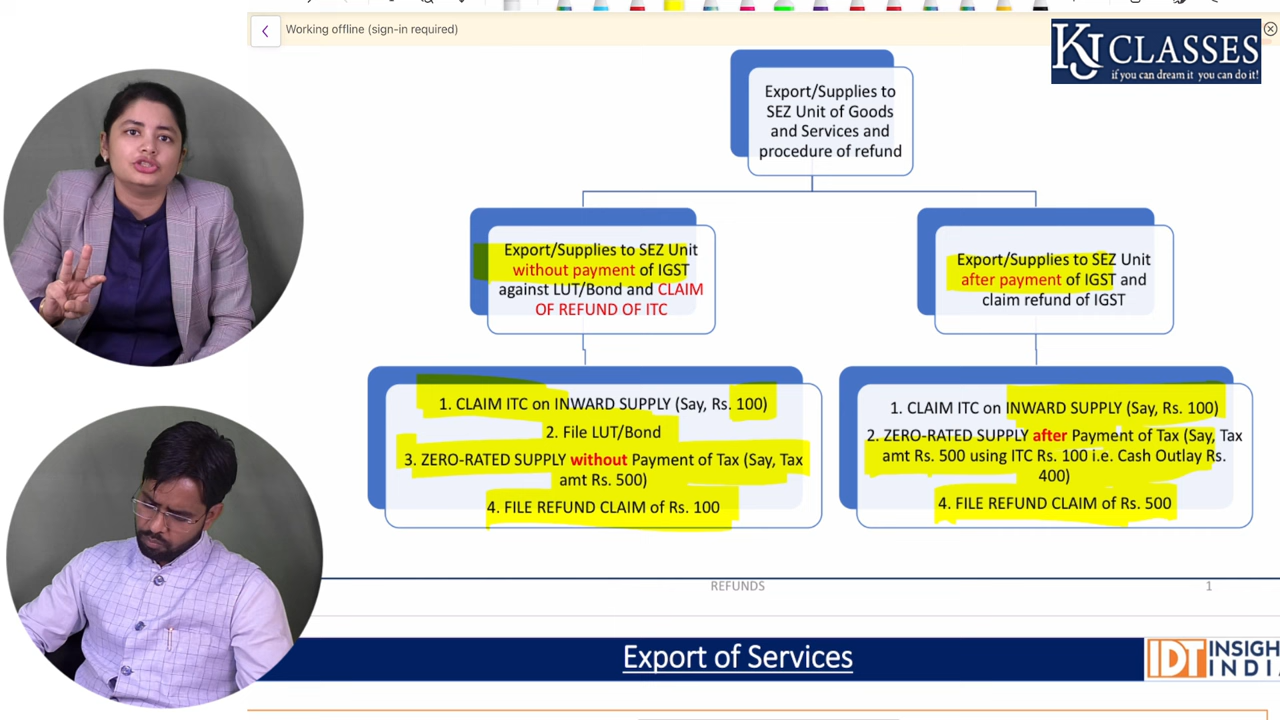 Working offline (sign-in required)
KJ CLASSES
if you can dream it you can do it!
Export/Supplies to
SEZ Unit of Goods
and Services and
procedure of refund
Export/Supplies to SEZ Unit
without payment of IGST
against LUT/Bond and CLAIM
OF REFUND OF ITC
Export/Supplies to SEZ Unit
after payment of IGST and
claim refund of IGST
1. CLAIM ITC on INWARD SUPPLY (Say, Rs. 100)
2. File LUT/Bond
3. ZERO-RATED SUPPLY without Payment of Tax (Say, Tax
amt Rs. 500)
4. FILE REFUND CLAIM of Rs. 100
1. CLAIM ITC on INWARD SUPPLY (Say, Rs. 100)
2. ZERO-RATED SUPPLY after Payment of Tax (Say, Tax
amt Rs. 500 using ITC Rs. 100 i.e. Cash Outlay Rs.
400)
4. FILE REFUND CLAIM of Rs. 500
REFUNDS
1
Export of Services
IDT